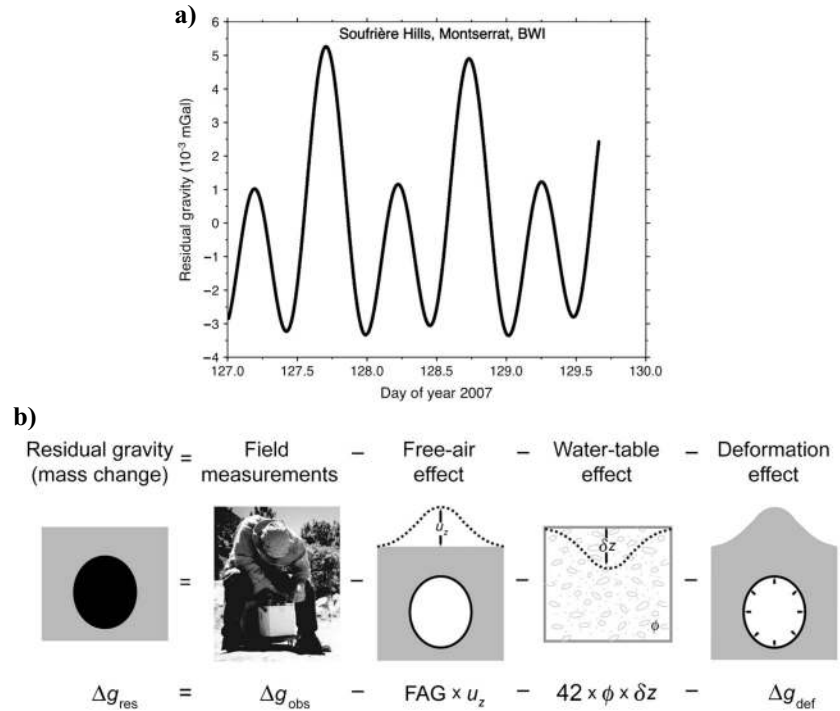 a)
Soufrière Hills, Montserrat, BWI
6
5
4
3
2
1
0
−1
−2
−3
−4
Residual gravity (10⁻³ mGal)
127.0 127.5 128.0 128.5 129.0 129.5 130.0
Day of year 2007
b)
Residual gravity = Field − Free-air − Water-table − Deformation
(mass change) measurements effect effect effect
u_z
δz
= − − −
ϕ
Δg_res = Δg_obs − FAG × u_z − 42 × ϕ × δz − Δg_def